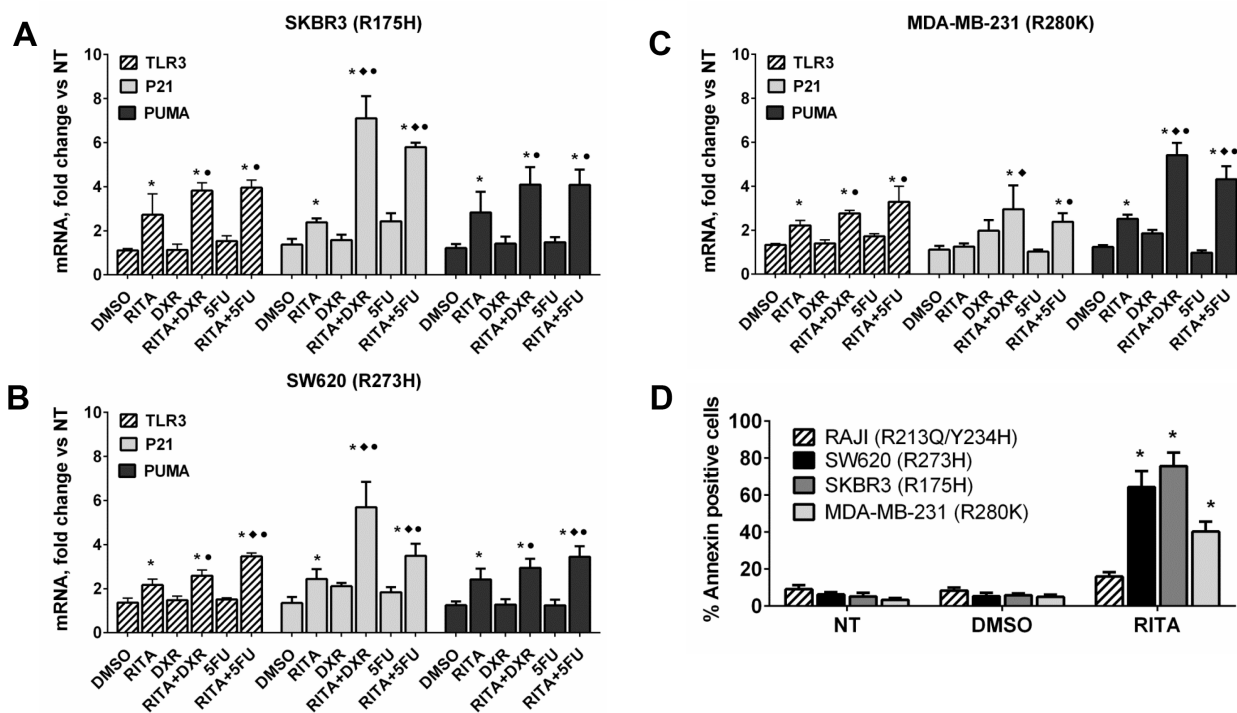 A
SKBR3 (R175H)
mRNA, fold change vs NT
10
8
6
4
2
0
TLR3
P21
PUMA
*
* ●
* ●
*
* ◆ ●
* ◆ ●
*
* ●
* ●
DMSO
RITA
DXR
RITA+DXR
5FU
RITA+5FU
DMSO
RITA
DXR
RITA+DXR
5FU
RITA+5FU
DMSO
RITA
DXR
RITA+DXR
5FU
RITA+5FU
B
SW620 (R273H)
mRNA, fold change vs NT
10
8
6
4
2
0
TLR3
P21
PUMA
*
* ●
* ◆ ●
*
* ◆ ●
* ◆ ●
*
* ●
* ◆ ●
DMSO
RITA
DXR
RITA+DXR
5FU
RITA+5FU
DMSO
RITA
DXR
RITA+DXR
5FU
RITA+5FU
DMSO
RITA
DXR
RITA+DXR
5FU
RITA+5FU
C
MDA-MB-231 (R280K)
mRNA, fold change vs NT
10
8
6
4
2
0
TLR3
P21
PUMA
*
* ●
* ●
* ◆
* ●
*
* ◆ ●
* ◆ ●
DMSO
RITA
DXR
RITA+DXR
5FU
RITA+5FU
DMSO
RITA
DXR
RITA+DXR
5FU
RITA+5FU
DMSO
RITA
DXR
RITA+DXR
5FU
RITA+5FU
D
% Annexin positive cells
100
80
60
40
20
0
RAJI (R213Q/Y234H)
SW620 (R273H)
SKBR3 (R175H)
MDA-MB-231 (R280K)
*
*
*
NT
DMSO
RITA